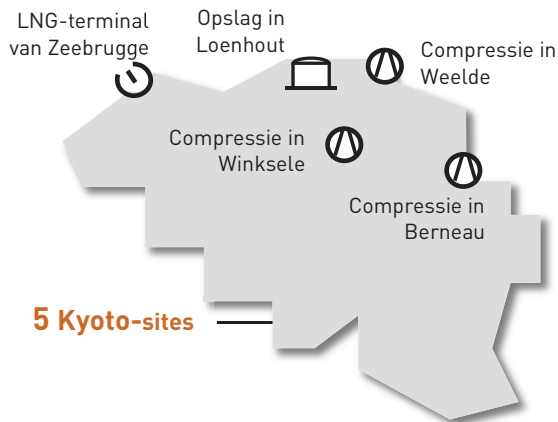 LNG-terminal
van Zeebrugge
Opslag in
Loenhout
Compressie in
Weelde
Compressie in
Winksele
Compressie in
Berneau
5 Kyoto-sites